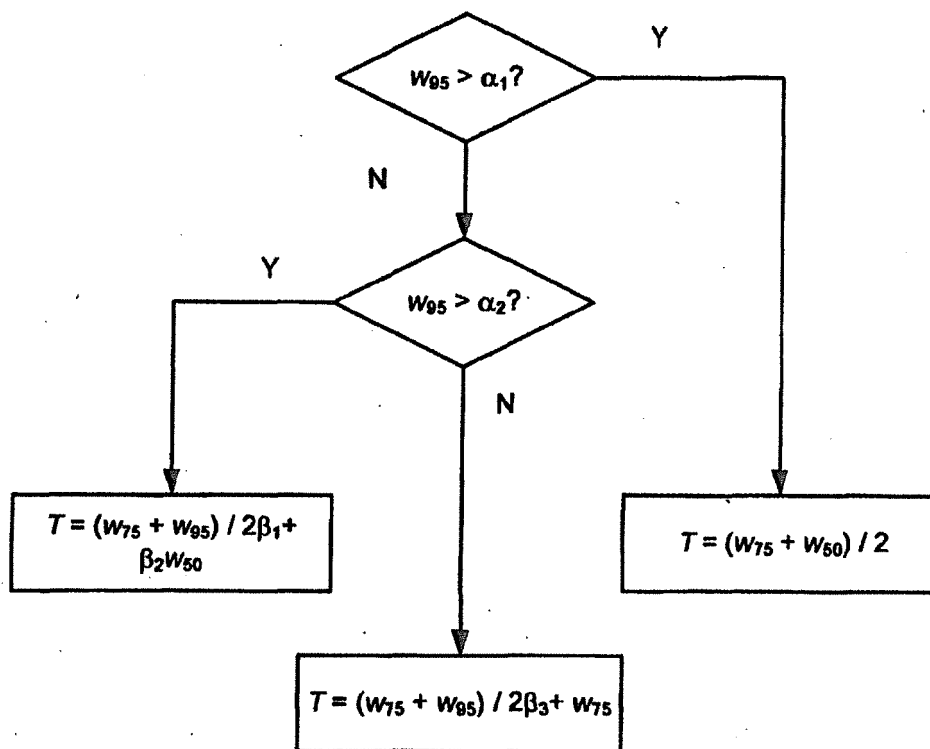 Y
w₉₅ > α₁?
N
Y
w₉₅ > α₂?
N
T = (w₇₅ + w₉₅) / 2β₁+
β₂w₅₀
T = (w₇₅ + w₅₀) / 2
T = (w₇₅ + w₉₅) / 2β₃+ w₇₅